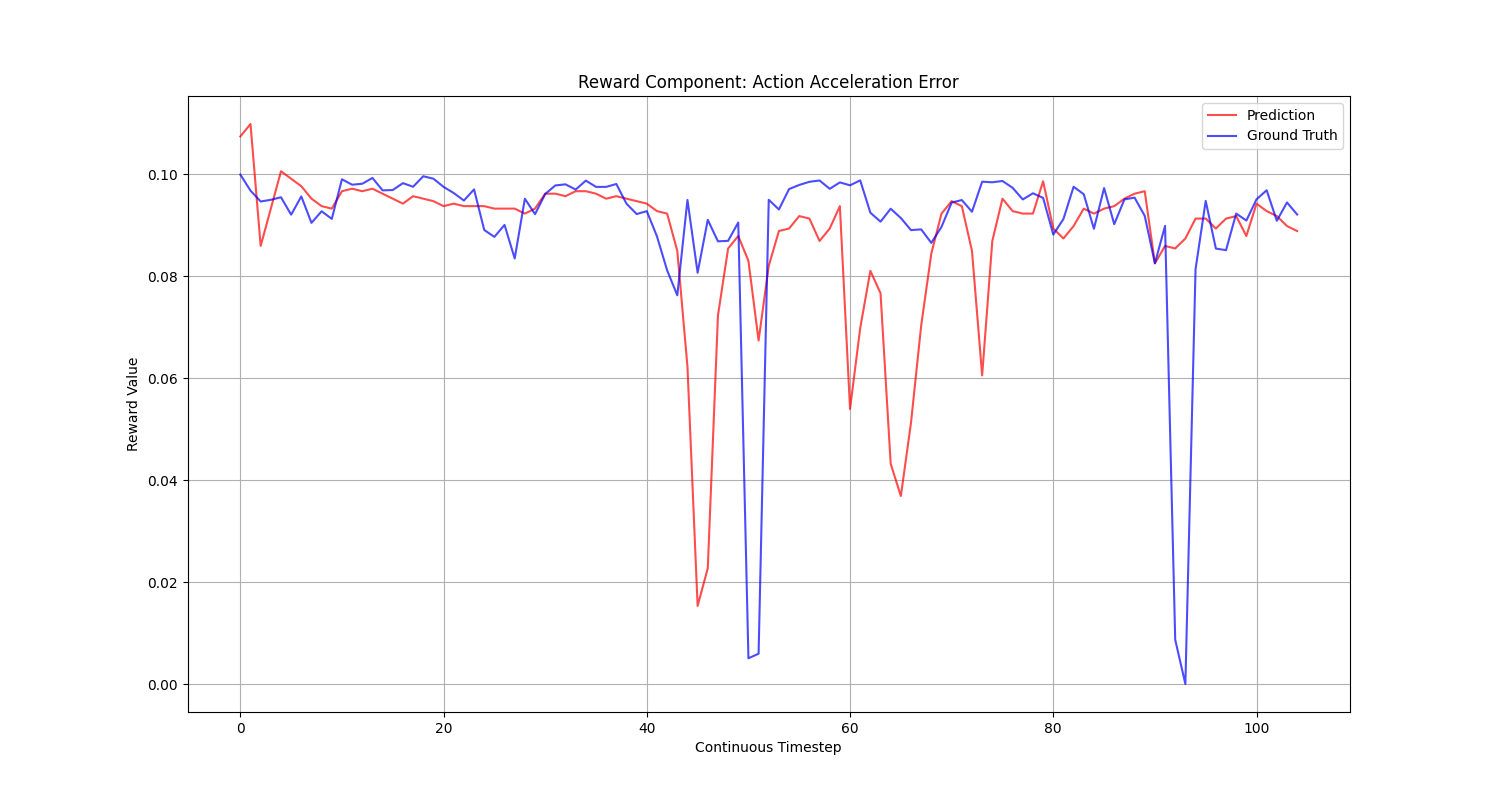 Reward Component: Action Acceleration Error
Prediction
Ground Truth
Reward Value
0.10
0.08
0.06
0.04
0.02
0.00
0 20 40 60 80 100
Continuous Timestep